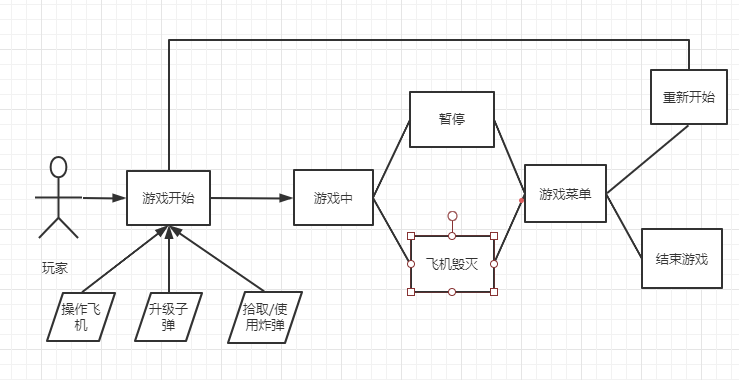 重新开始
暂停
游戏开始
游戏中
游戏菜单
玩家
飞机毁灭
结束游戏
操作飞
机
升级子
弹
拾取/使
用炸弹